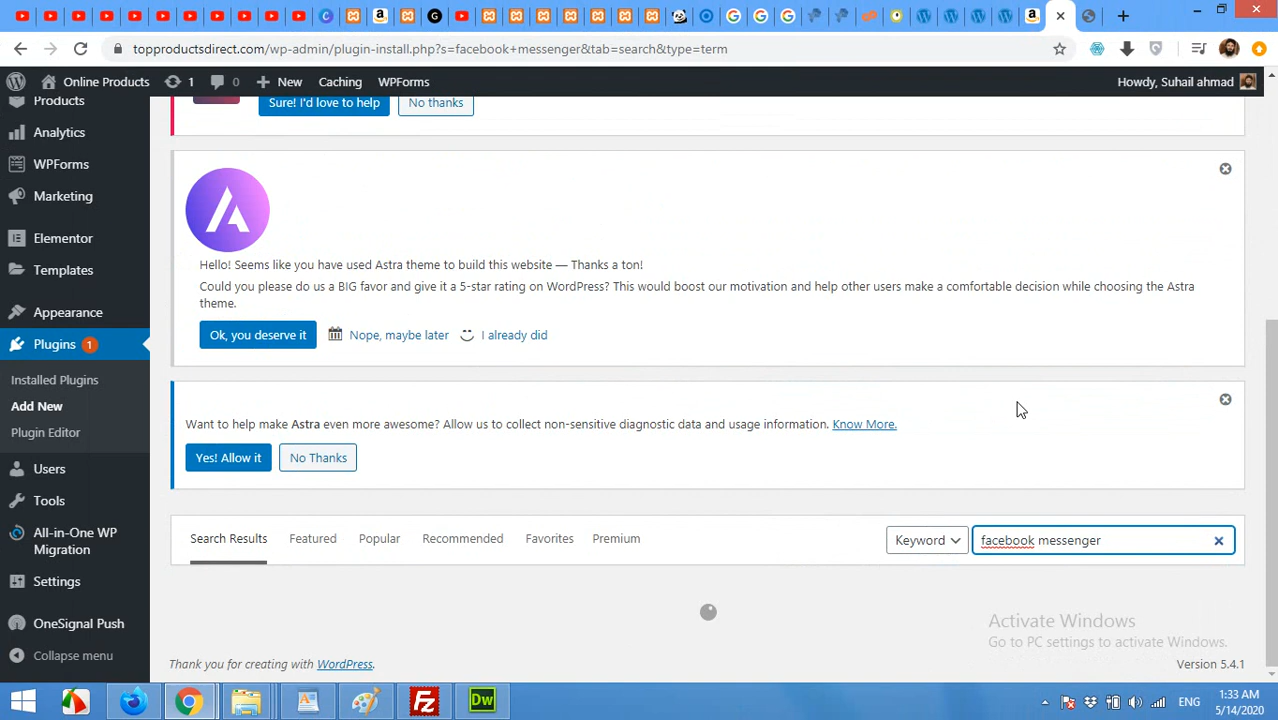 topproductsdirect.com/wp-admin/plugin-install.php?s=facebook+messenger&tab=search&type=term
Online Products 1 0 New Caching WPForms Howdy, Suhail ahmad
Products
Analytics
WPForms
Marketing
Elementor
Templates
Appearance
Plugins 1
Installed Plugins
Add New
Plugin Editor
Users
Tools
All-in-One WP
Migration
Settings
OneSignal Push
Collapse menu
Sure! I'd love to help No thanks
Hello! Seems like you have used Astra theme to build this website — Thanks a ton!
Could you please do us a BIG favor and give it a 5-star rating on WordPress? This would boost our motivation and help other users make a comfortable decision while choosing the Astra
theme.
Ok, you deserve it Nope, maybe later I already did
Want to help make Astra even more awesome? Allow us to collect non-sensitive diagnostic data and usage information. Know More.
Yes! Allow it No Thanks
Search Results Featured Popular Recommended Favorites Premium Keyword facebook messenger
Activate Windows
Go to PC settings to activate Windows.
Thank you for creating with WordPress. Version 5.4.1
Fz Dw ENG 1:33 AM
5/14/2020